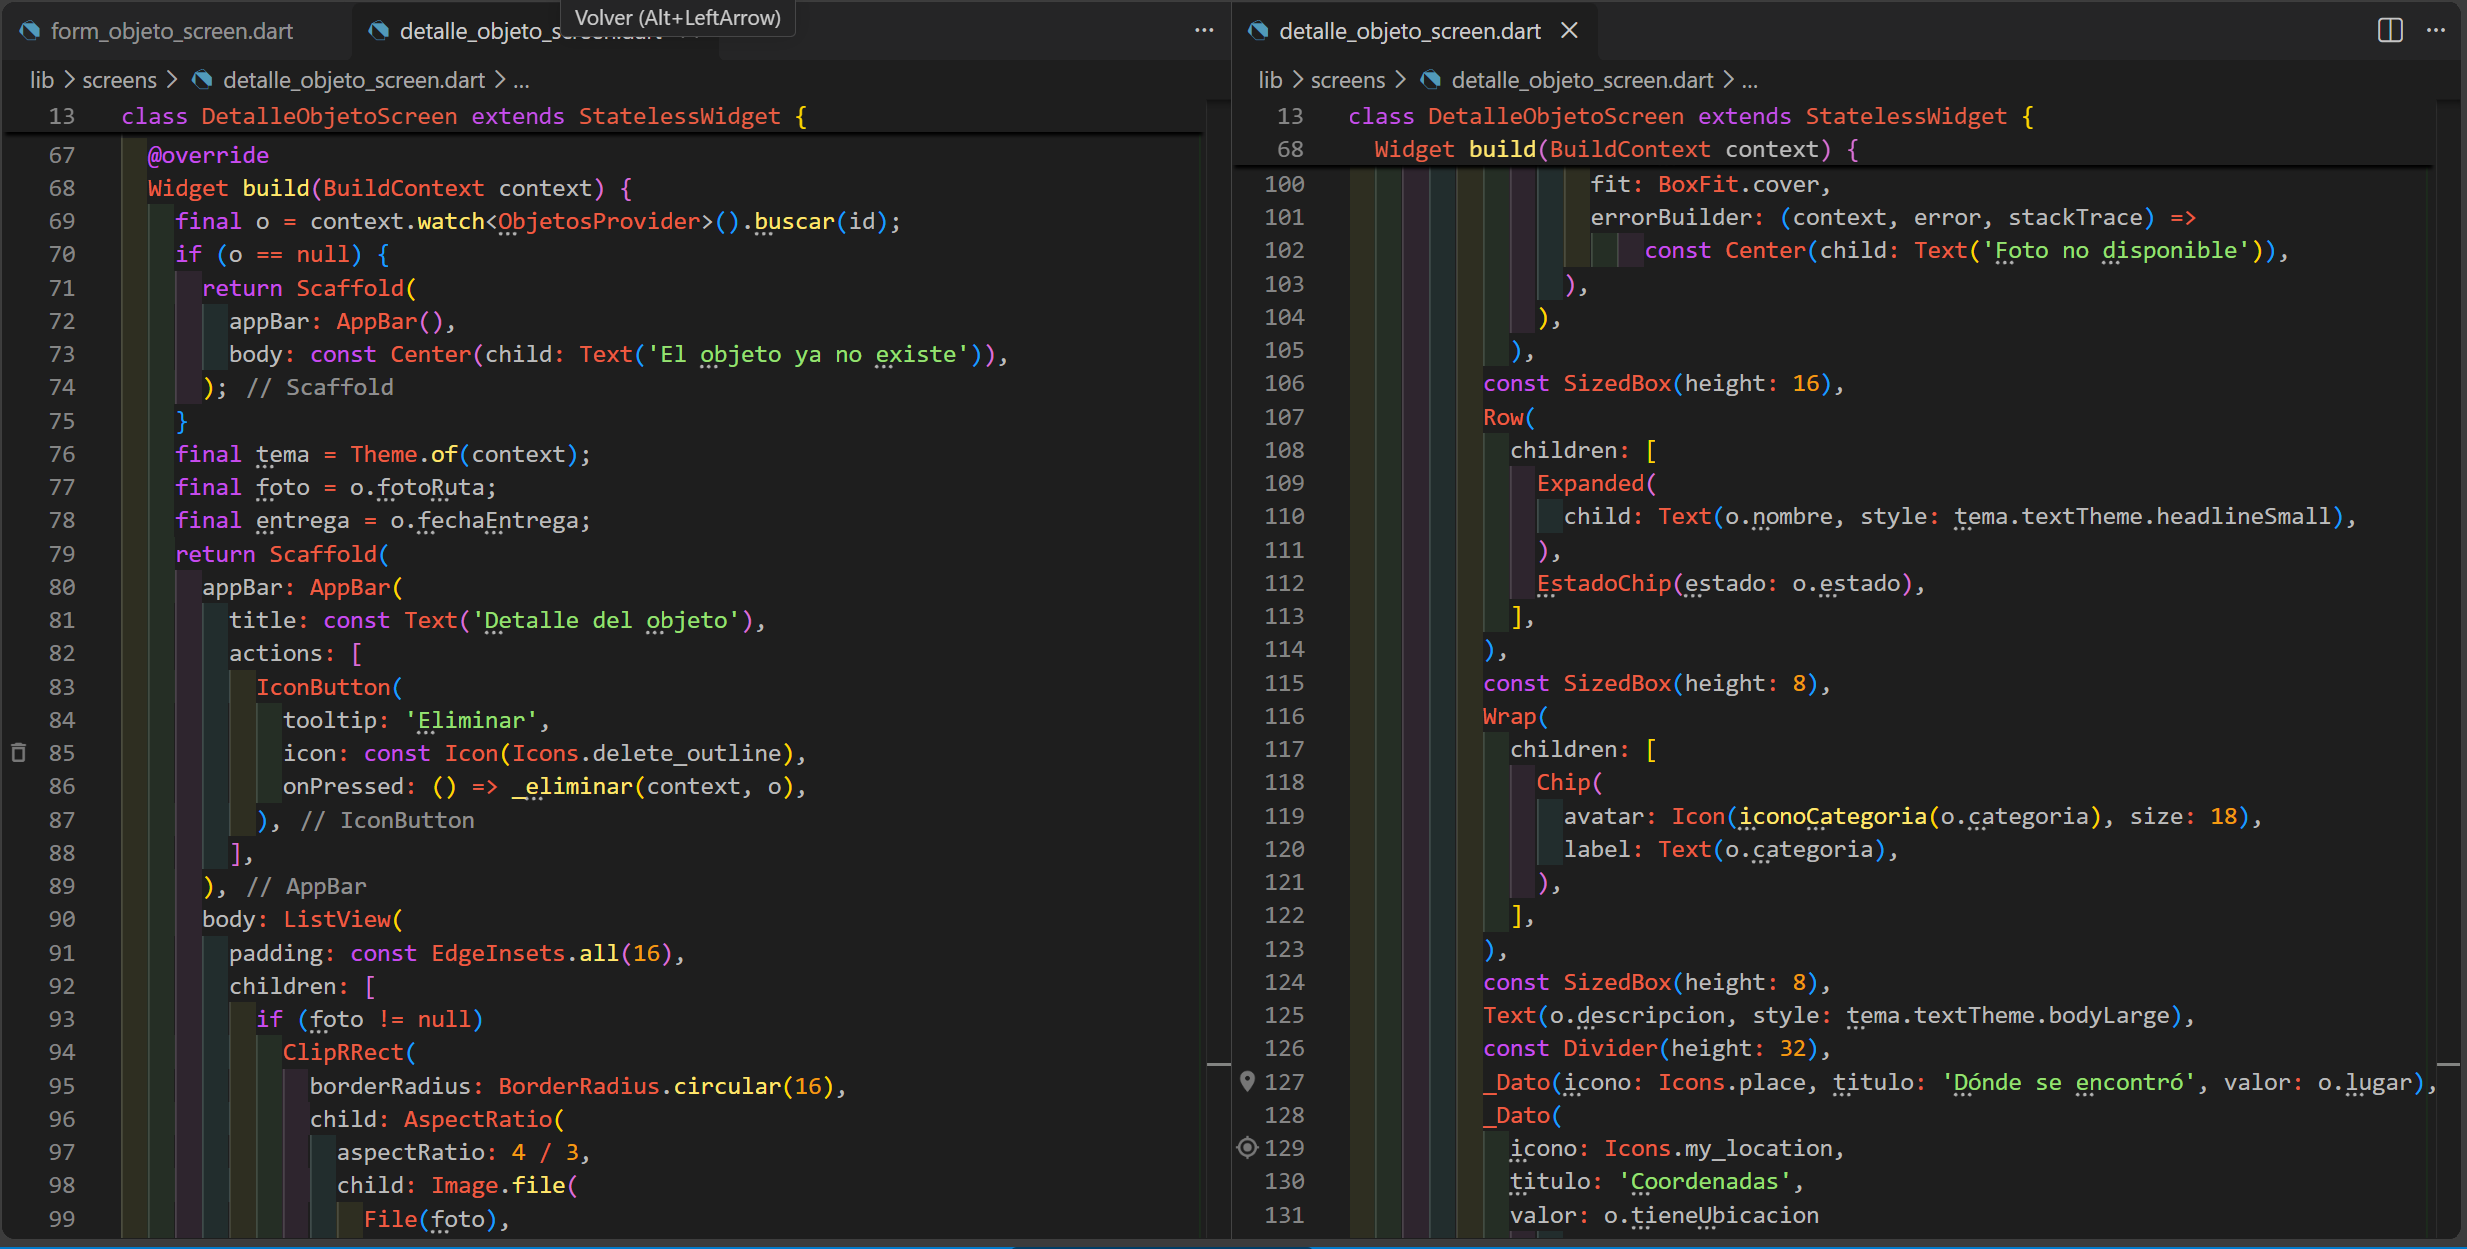 form_objeto_screen.dart
detalle_objeto_screen.dart
Volver (Alt+LeftArrow)
lib > screens > detalle_objeto_screen.dart > ...
13 class DetalleObjetoScreen extends StatelessWidget {
67 @override
68 Widget build(BuildContext context) {
69 final o = context.watch<ObjetosProvider>().buscar(id);
70 if (o == null) {
71 return Scaffold(
72 appBar: AppBar(),
73 body: const Center(child: Text('El objeto ya no existe')),
74 ); // Scaffold
75 }
76 final tema = Theme.of(context);
77 final foto = o.fotoRuta;
78 final entrega = o.fechaEntrega;
79 return Scaffold(
80 appBar: AppBar(
81 title: const Text('Detalle del objeto'),
82 actions: [
83 IconButton(
84 tooltip: 'Eliminar',
85 icon: const Icon(Icons.delete_outline),
86 onPressed: () => _eliminar(context, o),
87 ), // IconButton
88 ],
89 ), // AppBar
90 body: ListView(
91 padding: const EdgeInsets.all(16),
92 children: [
93 if (foto != null)
94 ClipRRect(
95 borderRadius: BorderRadius.circular(16),
96 child: AspectRatio(
97 aspectRatio: 4 / 3,
98 child: Image.file(
99 File(foto),
detalle_objeto_screen.dart
lib > screens > detalle_objeto_screen.dart > ...
13 class DetalleObjetoScreen extends StatelessWidget {
68 Widget build(BuildContext context) {
100 fit: BoxFit.cover,
101 errorBuilder: (context, error, stackTrace) =>
102 const Center(child: Text('Foto no disponible')),
103 ),
104 ),
105 ),
106 const SizedBox(height: 16),
107 Row(
108 children: [
109 Expanded(
110 child: Text(o.nombre, style: tema.textTheme.headlineSmall),
111 ),
112 EstadoChip(estado: o.estado),
113 ],
114 ),
115 const SizedBox(height: 8),
116 Wrap(
117 children: [
118 Chip(
119 avatar: Icon(iconoCategoria(o.categoria), size: 18),
120 label: Text(o.categoria),
121 ),
122 ],
123 ),
124 const SizedBox(height: 8),
125 Text(o.descripcion, style: tema.textTheme.bodyLarge),
126 const Divider(height: 32),
127 _Dato(icono: Icons.place, titulo: 'Dónde se encontró', valor: o.lugar),
128 _Dato(
129 icono: Icons.my_location,
130 titulo: 'Coordenadas',
131 valor: o.tieneUbicacion